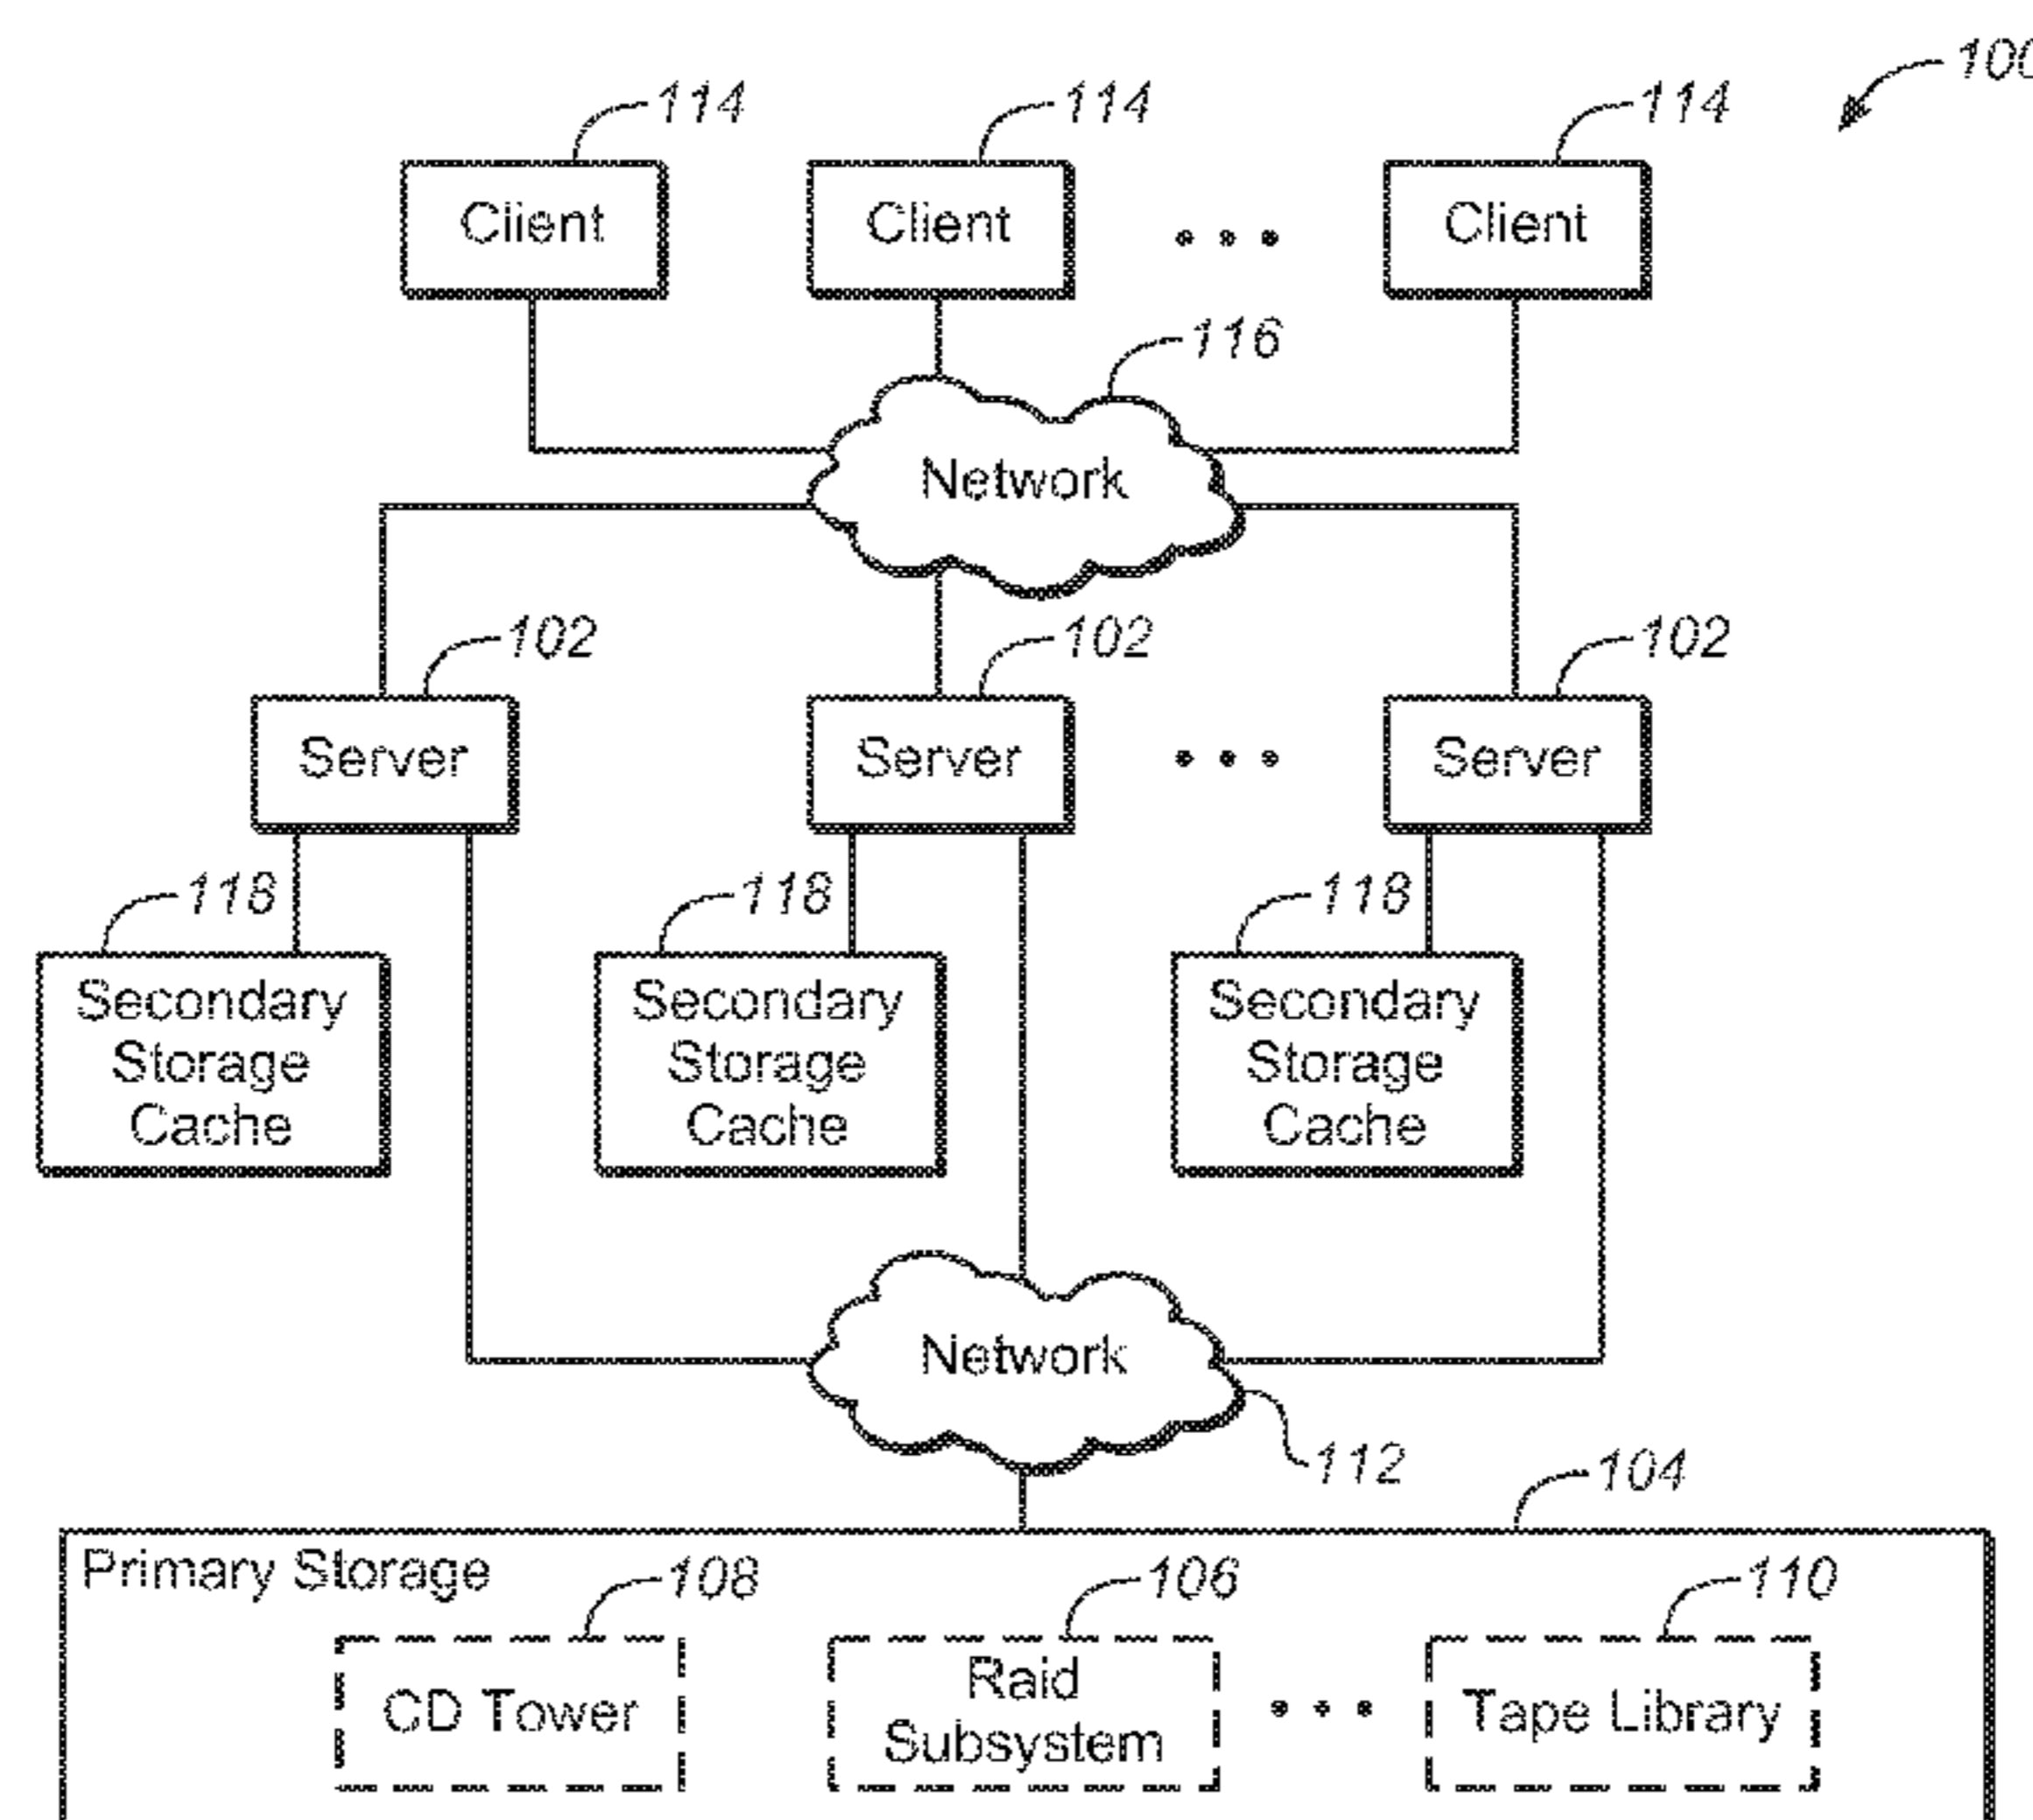 100
114 114 114
Client Client • • • Client
116
Network
102 102 102
Server Server • • • Server
118 118 118
Secondary Secondary Secondary
Storage Storage Storage
Cache Cache Cache
Network
112
104
Primary Storage
108 106 110
CD Tower Raid Subsystem • • • Tape Library